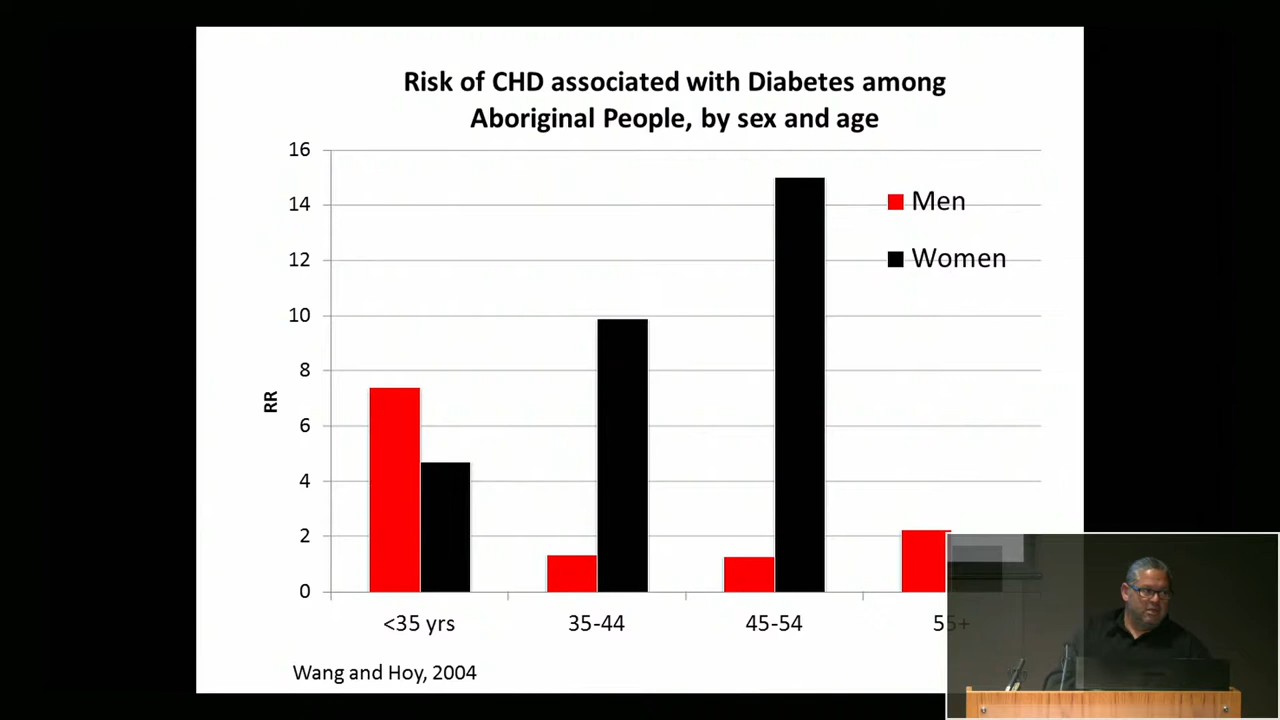 Risk of CHD associated with Diabetes among
Aboriginal People, by sex and age
16
14
12
10
8
6
4
2
0
RR
Men
Women
<35 yrs
35-44
45-54
55+
Wang and Hoy, 2004